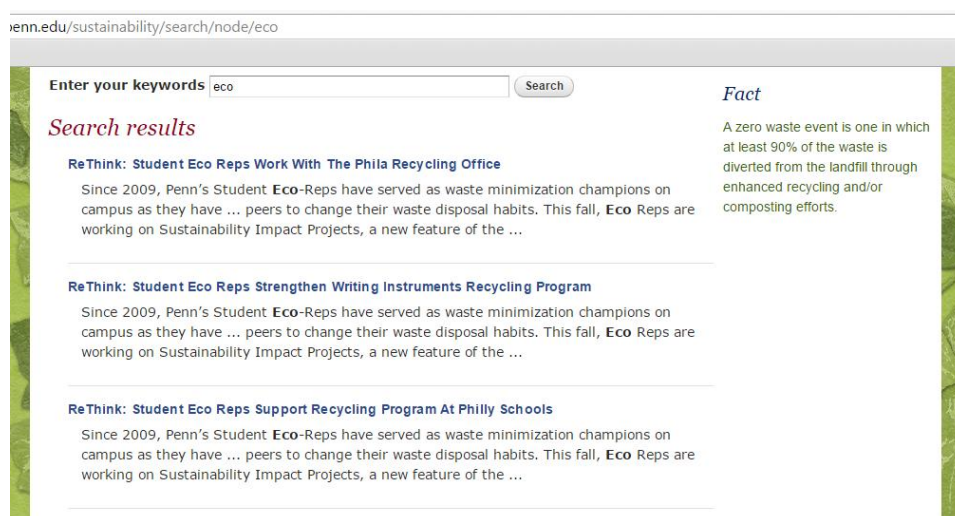 penn.edu/sustainability/search/node/eco
Enter your keywords eco Search
Search results
ReThink: Student Eco Reps Work With The Phila Recycling Office
Since 2009, Penn's Student Eco-Reps have served as waste minimization champions on
campus as they have ... peers to change their waste disposal habits. This fall, Eco Reps are
working on Sustainability Impact Projects, a new feature of the ...
ReThink: Student Eco Reps Strengthen Writing Instruments Recycling Program
Since 2009, Penn's Student Eco-Reps have served as waste minimization champions on
campus as they have ... peers to change their waste disposal habits. This fall, Eco Reps are
working on Sustainability Impact Projects, a new feature of the ...
ReThink: Student Eco Reps Support Recycling Program At Philly Schools
Since 2009, Penn's Student Eco-Reps have served as waste minimization champions on
campus as they have ... peers to change their waste disposal habits. This fall, Eco Reps are
working on Sustainability Impact Projects, a new feature of the ...
Fact
A zero waste event is one in which
at least 90% of the waste is
diverted from the landfill through
enhanced recycling and/or
composting efforts.